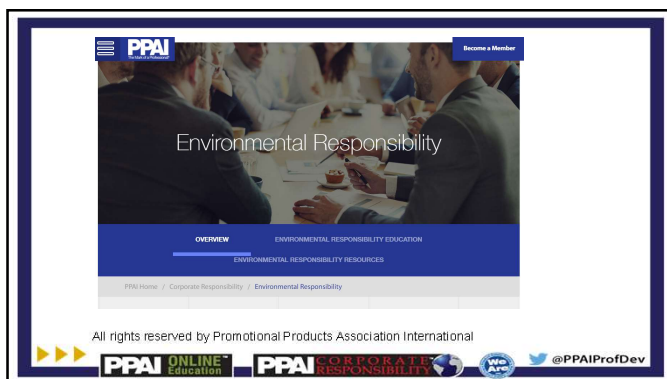 PPAI
The Mark of a Professional
Become a Member
Environmental Responsibility
OVERVIEW
ENVIRONMENTAL RESPONSIBILITY EDUCATION
ENVIRONMENTAL RESPONSIBILITY RESOURCES
PPAI Home / Corporate Responsibility / Environmental Responsibility
All rights reserved by Promotional Products Association International
PPAI ONLINE™ Education
PPAI CORPORATE RESPONSIBILITY
We Are
@PPAIProfDev